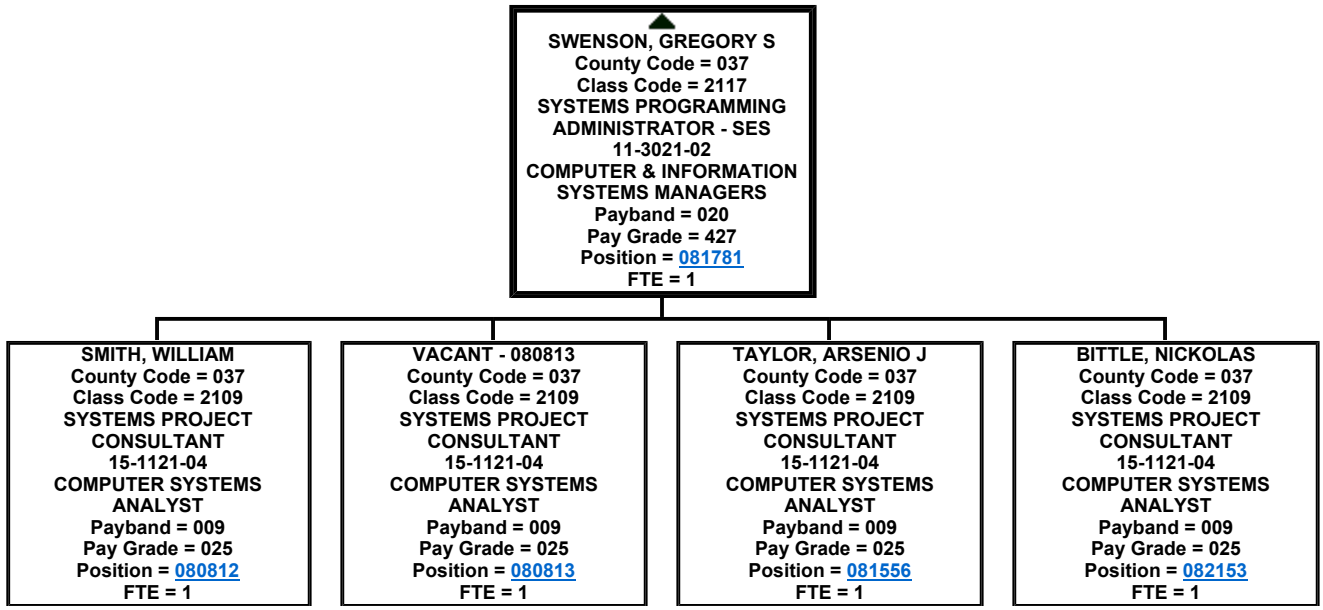 SWENSON, GREGORY S
County Code = 037
Class Code = 2117
SYSTEMS PROGRAMMING
ADMINISTRATOR - SES
11-3021-02
COMPUTER & INFORMATION
SYSTEMS MANAGERS
Payband = 020
Pay Grade = 427
Position = 081781
FTE = 1
SMITH, WILLIAM
County Code = 037
Class Code = 2109
SYSTEMS PROJECT
CONSULTANT
15-1121-04
COMPUTER SYSTEMS
ANALYST
Payband = 009
Pay Grade = 025
Position = 080812
FTE = 1
VACANT - 080813
County Code = 037
Class Code = 2109
SYSTEMS PROJECT
CONSULTANT
15-1121-04
COMPUTER SYSTEMS
ANALYST
Payband = 009
Pay Grade = 025
Position = 080813
FTE = 1
TAYLOR, ARSENIO J
County Code = 037
Class Code = 2109
SYSTEMS PROJECT
CONSULTANT
15-1121-04
COMPUTER SYSTEMS
ANALYST
Payband = 009
Pay Grade = 025
Position = 081556
FTE = 1
BITTLE, NICKOLAS
County Code = 037
Class Code = 2109
SYSTEMS PROJECT
CONSULTANT
15-1121-04
COMPUTER SYSTEMS
ANALYST
Payband = 009
Pay Grade = 025
Position = 082153
FTE = 1